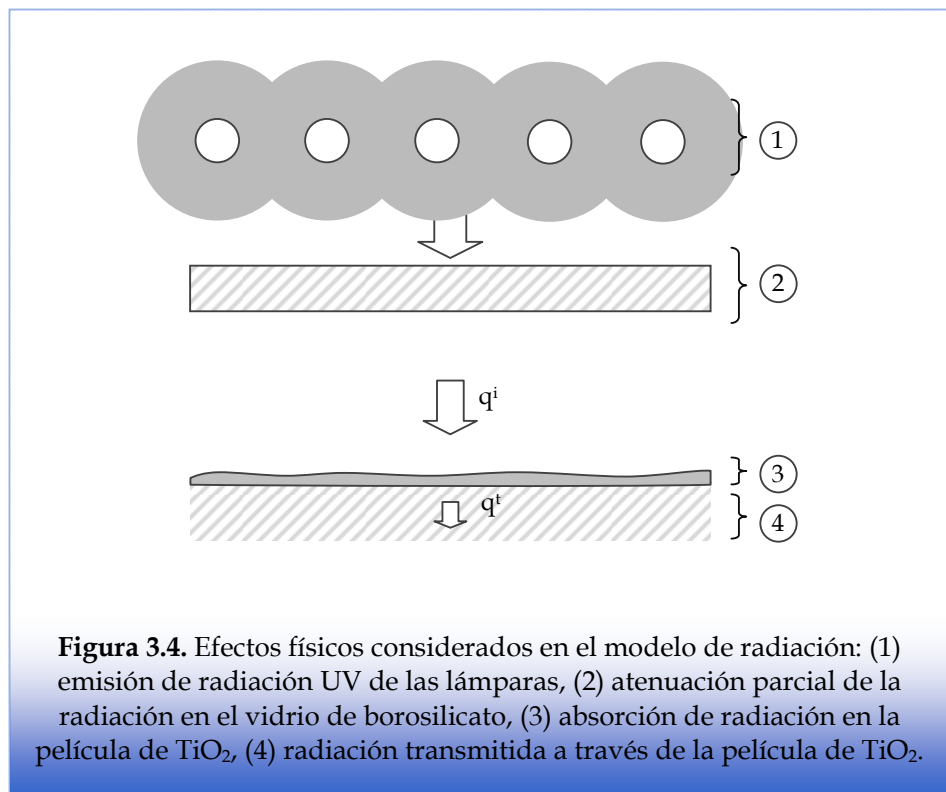 1
2
qⁱ
3
qᵗ
4
Figura 3.4. Efectos físicos considerados en el modelo de radiación: (1)
emisión de radiación UV de las lámparas, (2) atenuación parcial de la
radiación en el vidrio de borosilicato, (3) absorción de radiación en la
película de TiO₂, (4) radiación transmitida a través de la película de TiO₂.